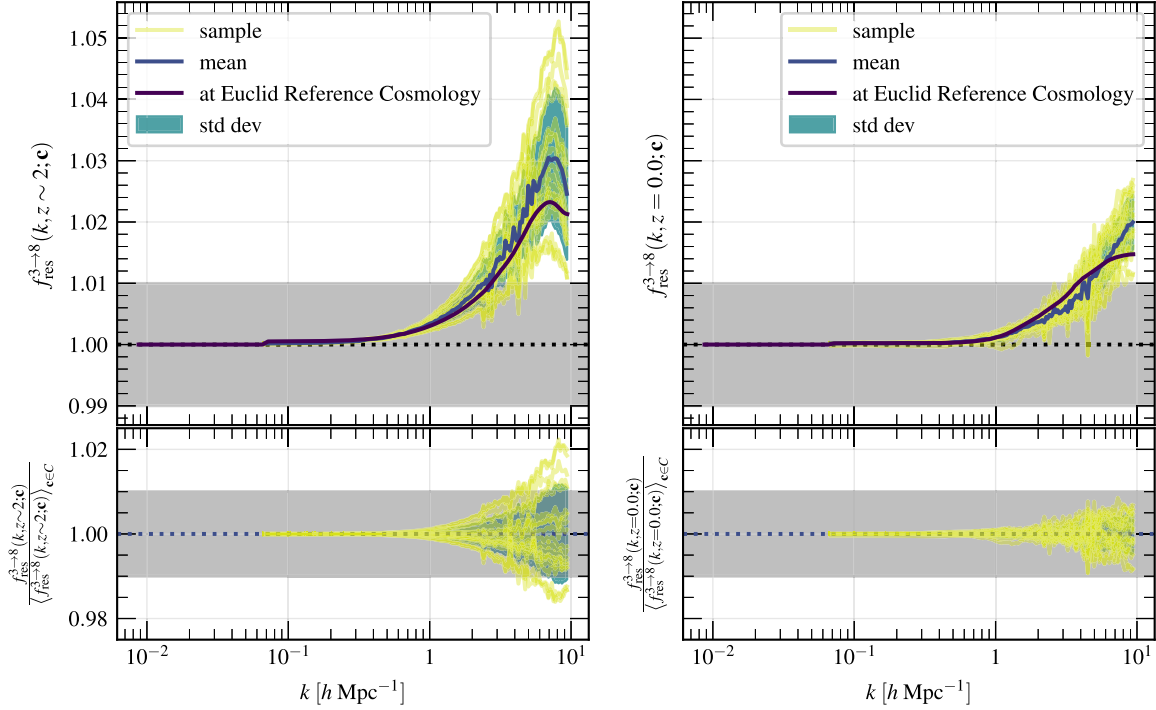 1.05
1.04
1.03
1.02
1.01
1.00
0.99
f_res^{3→8}(k, z ∼ 2; c)
sample
mean
at Euclid Reference Cosmology
std dev
f_res^{3→8}(k, z = 0.0; c)
sample
mean
at Euclid Reference Cosmology
std dev
1.02
1.00
0.98
f_res^{3→8}(k,z∼2;c)
⟨f_res^{3→8}(k,z∼2;c)⟩_{c∈C}
10^{−2} 10^{−1} 1 10^1
k [h Mpc^{−1}]
f_res^{3→8}(k,z=0.0;c)
⟨f_res^{3→8}(k,z=0.0;c)⟩_{c∈C}
10^{−2} 10^{−1} 1 10^1
k [h Mpc^{−1}]